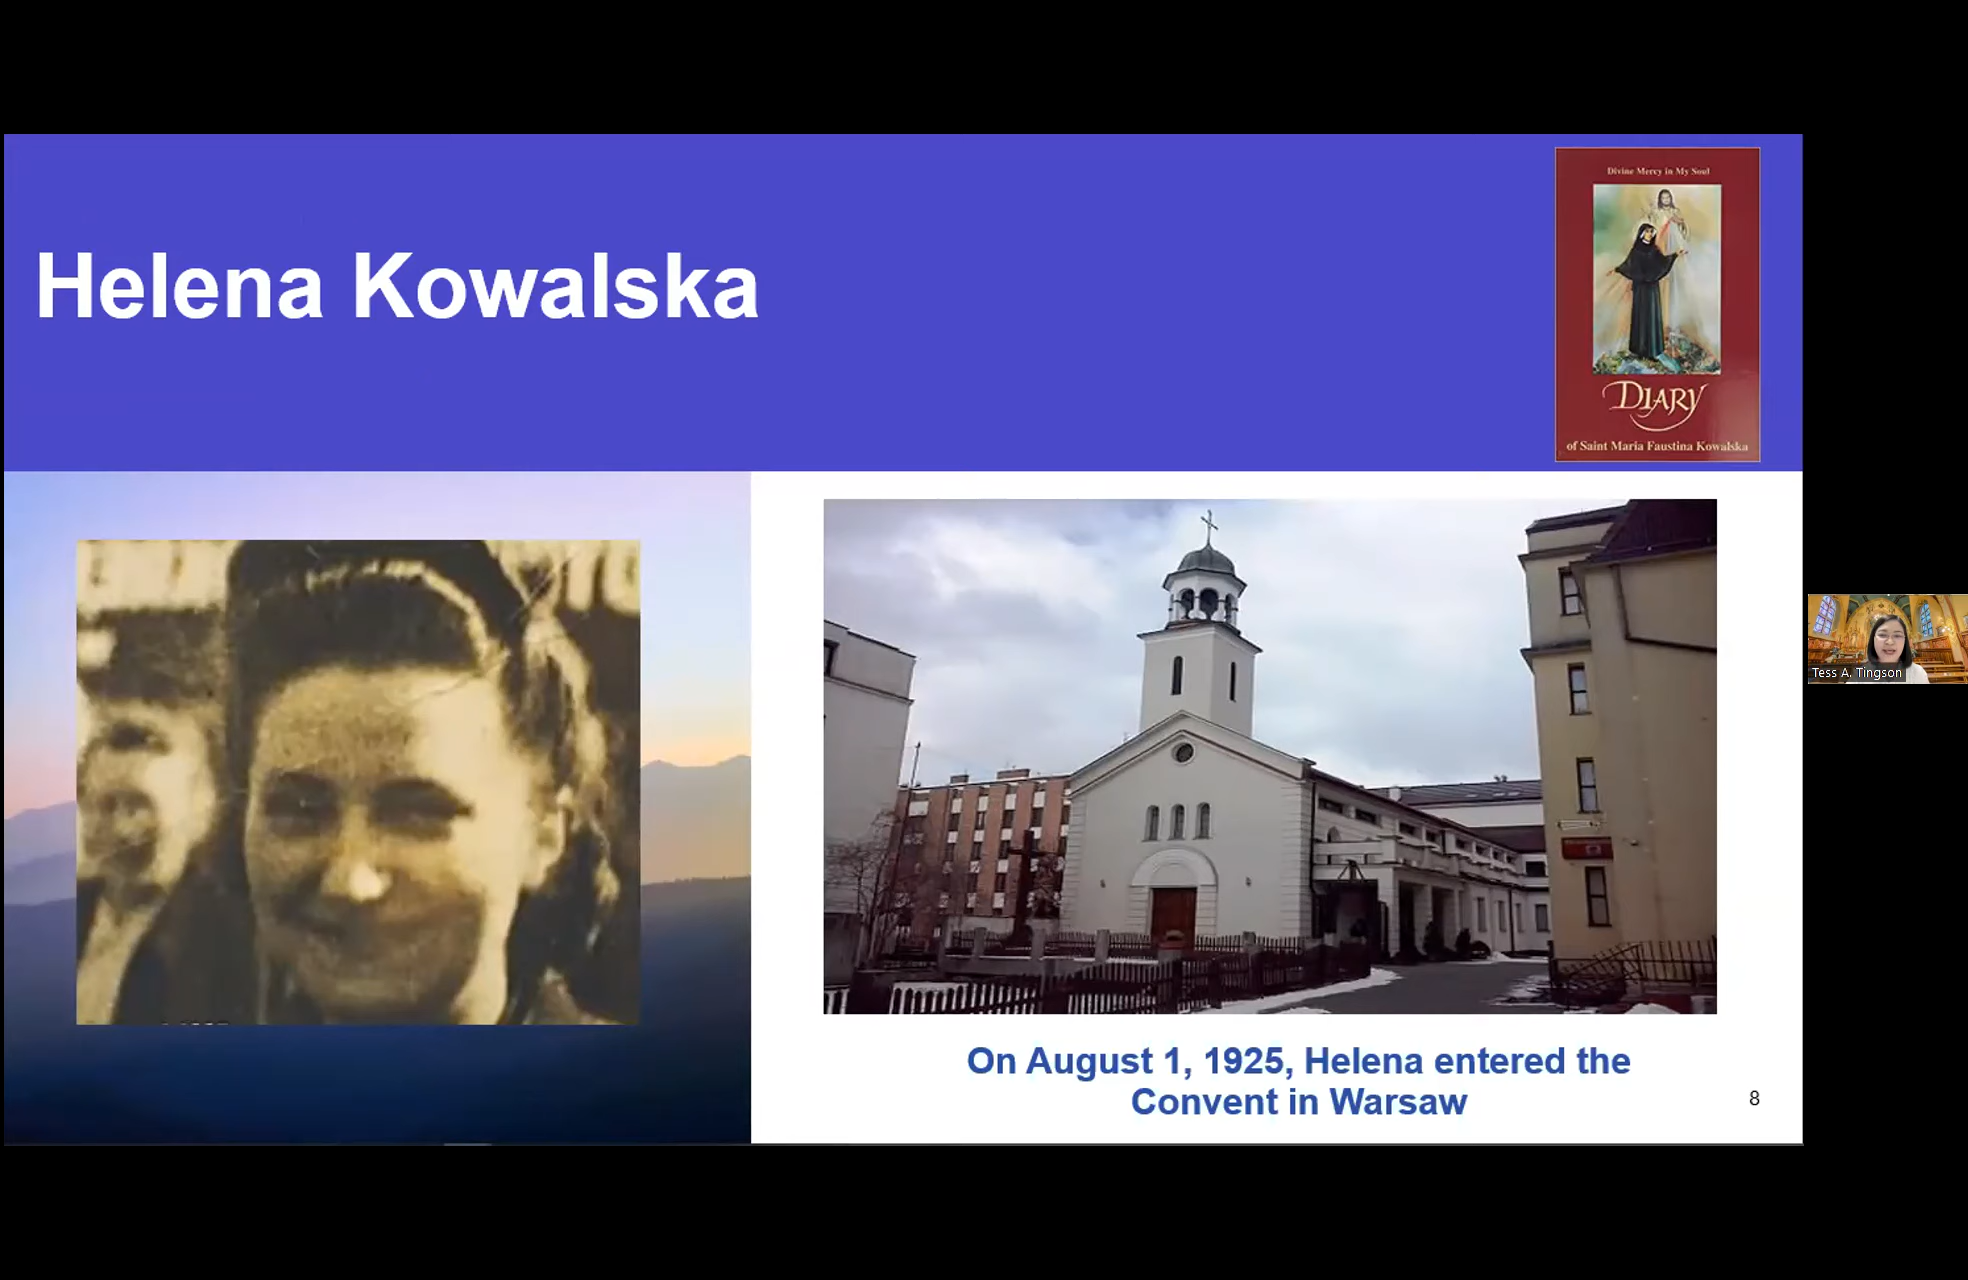 Helena Kowalska
Divine Mercy in My Soul
DIARY
of Saint Maria Faustina Kowalska
On August 1, 1925, Helena entered the
Convent in Warsaw
8
Tess A. Tingson